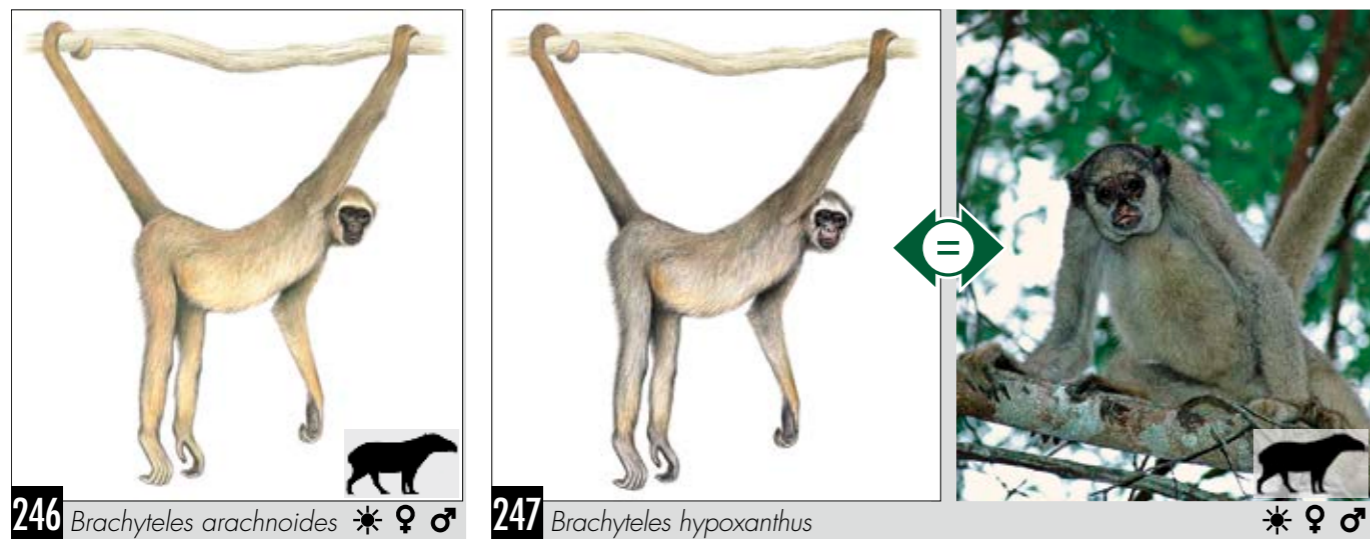 246 Brachyteles arachnoides ☀ ♀ ♂
=
247 Brachyteles hypoxanthus ☀ ♀ ♂